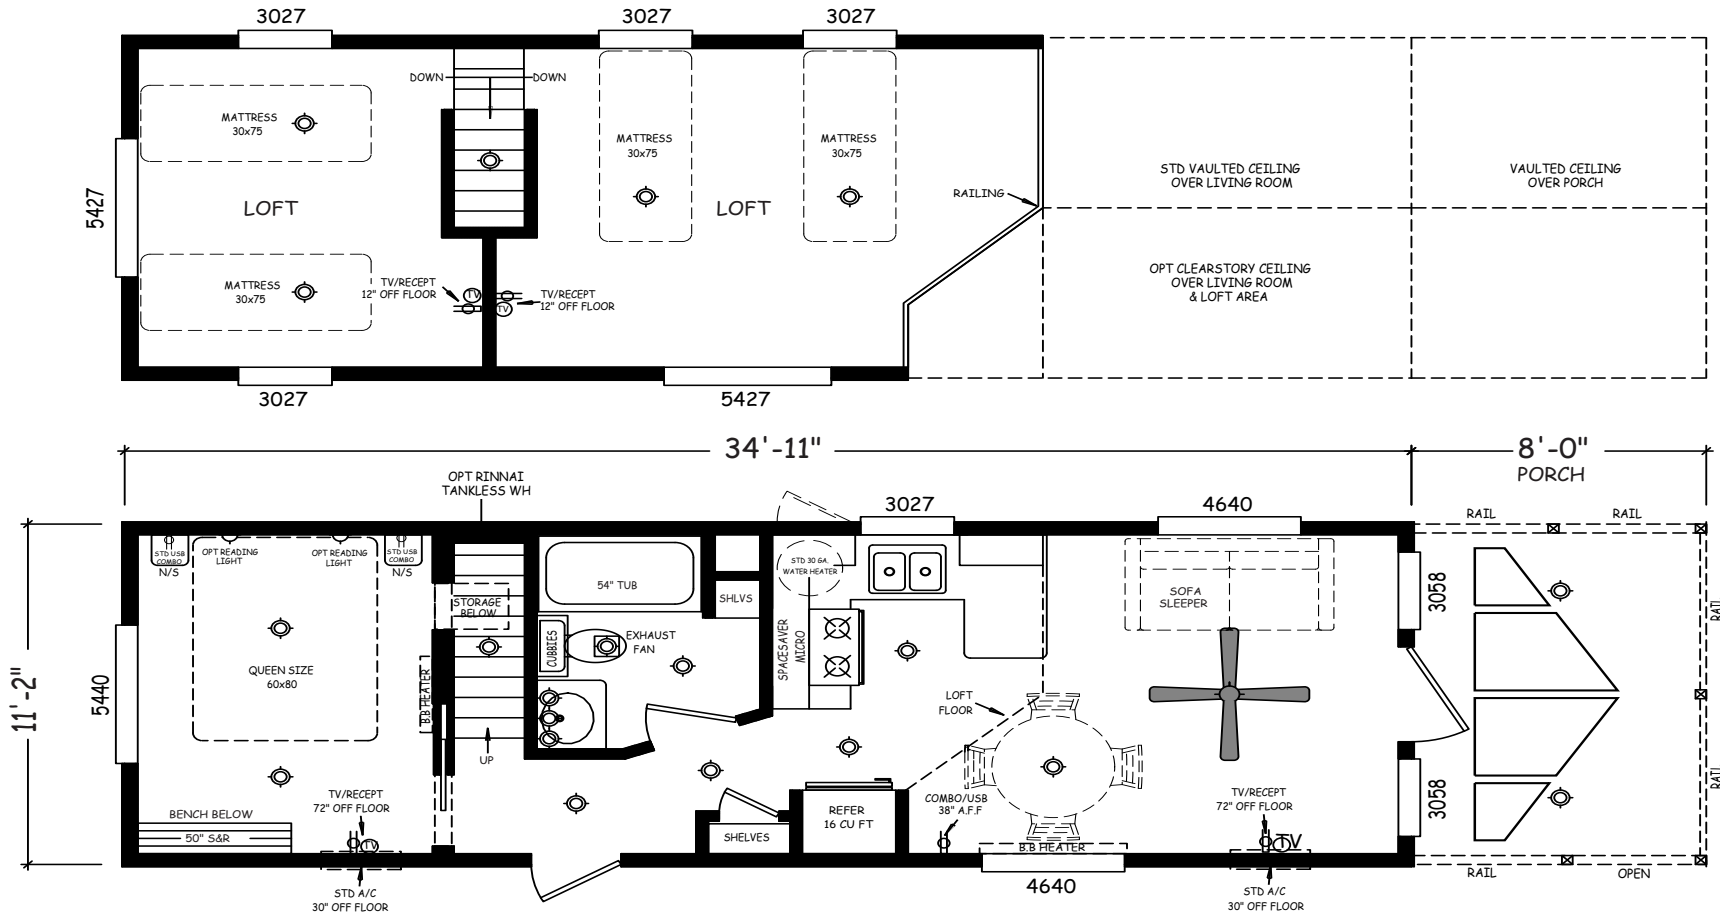 3027
3027
3027
DOWN
DOWN
MATTRESS
30x75
MATTRESS
30x75
MATTRESS
30x75
STD VAULTED CEILING
OVER LIVING ROOM
VAULTED CEILING
OVER PORCH
RAILING
5427
LOFT
LOFT
MATTRESS
30x75
TV/RECEPT
12" OFF FLOOR
TV
TV
TV/RECEPT
12" OFF FLOOR
OPT CLEARSTORY CEILING
OVER LIVING ROOM
& LOFT AREA
3027
5427
34'-11"
8'-0"
PORCH
OPT RINNAI
TANKLESS WH
3027
4640
RAIL
RAIL
STD USB
COMBO
N/S
OPT READING
LIGHT
OPT READING
LIGHT
STD USB
COMBO
N/S
54" TUB
SHLVS
STD 30 GA.
WATER HEATER
SOFA
SLEEPER
3058
RAIL
STORAGE
BELOW
CUBBIES
EXHAUST
FAN
SPACESAVER
MICRO
11'-2"
5440
QUEEN SIZE
60x80
B.B HEATER
UP
LOFT
FLOOR
RAIL
BENCH BELOW
50" S&R
TV/RECEPT
72" OFF FLOOR
TV
SHELVES
REFER
16 CU FT
COMBO/USB
38" A.F.F
B.B HEATER
TV/RECEPT
72" OFF FLOOR
TV
3058
STD A/C
30" OFF FLOOR
4640
STD A/C
30" OFF FLOOR
RAIL
OPEN